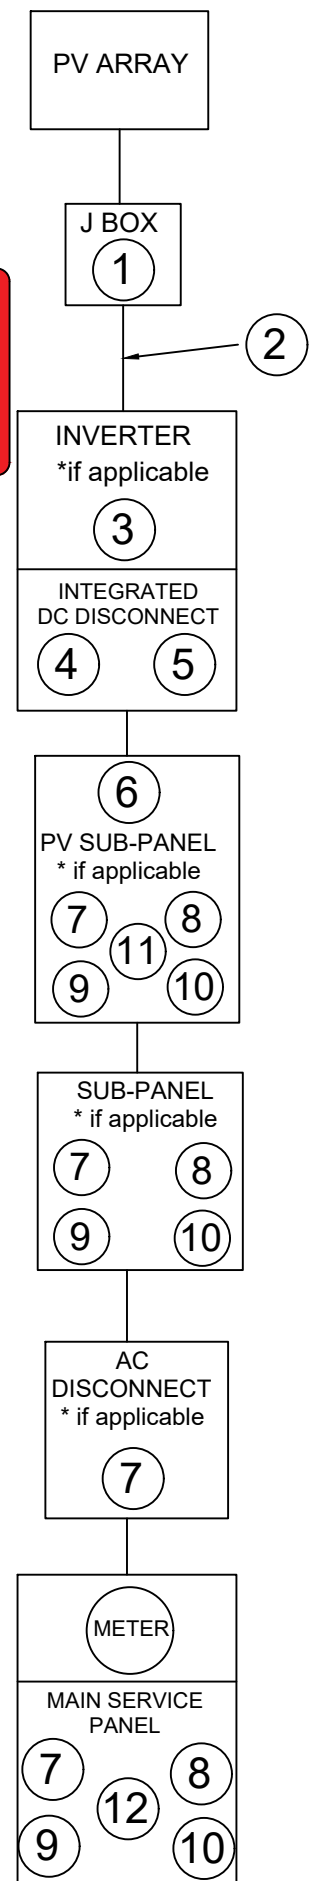 PV ARRAY
J BOX
1
2
INVERTER
*if applicable
3
INTEGRATED
DC DISCONNECT
4 5
6
PV SUB-PANEL
* if applicable
7 8
11
9 10
SUB-PANEL
* if applicable
7 8
9 10
AC
DISCONNECT
* if applicable
7
METER
MAIN SERVICE
PANEL
7 8
12
9 10